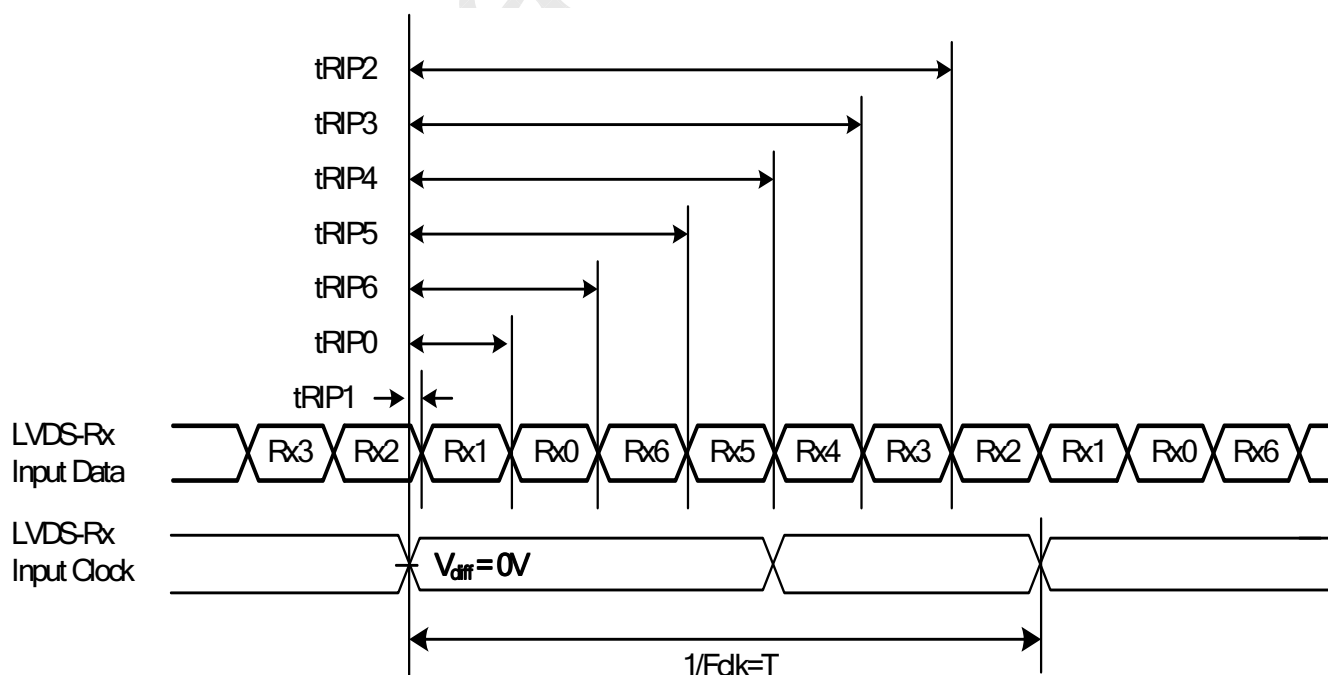 tRIP2
tRIP3
tRIP4
tRIP5
tRIP6
tRIP0
tRIP1
LVDS-Rx
Input Data
Rx3 Rx2 Rx1 Rx0 Rx6 Rx5 Rx4 Rx3 Rx2 Rx1 Rx0 Rx6
LVDS-Rx
Input Clock
Vdiff = 0V
1/Fclk=T